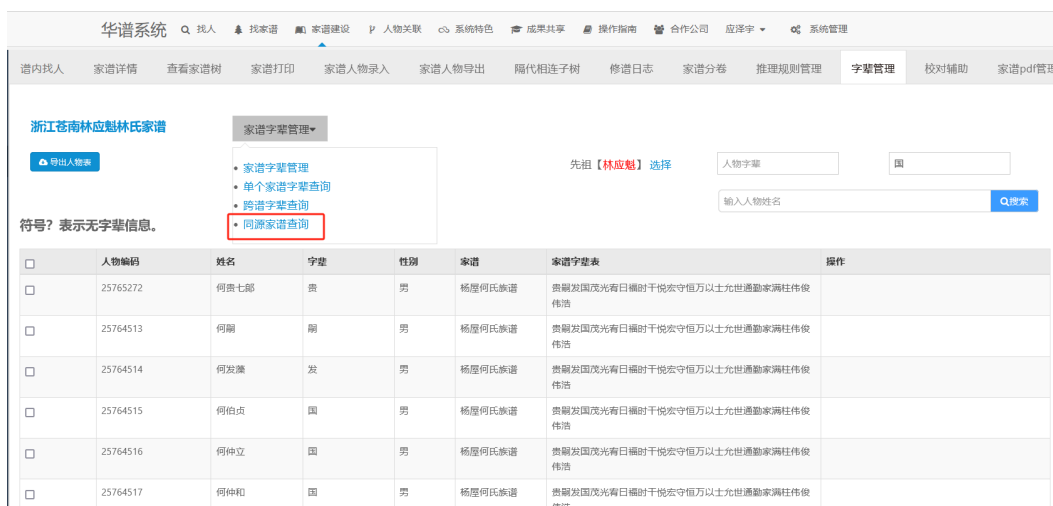 华谱系统 找人 找家谱 家谱建设 人物关联 系统特色 成果共享 操作指南 合作公司 应泽宇 系统管理
谱内找人 家谱详情 查看家谱树 家谱打印 家谱人物录入 家谱人物导出 隔代相连子树 修谱日志 家谱分卷 推理规则管理 字辈管理 校对辅助 家谱pdf管理
浙江苍南林应魁林氏家谱 家谱字辈管理
导出人物表
家谱字辈管理
单个家谱字辈查询
跨谱字辈查询
同源家谱查询
先祖【林应魁】 选择 人物字辈 国
输入人物姓名 搜索
符号？表示无字辈信息。
人物编码 姓名 字辈 性别 家谱 家谱字辈表 操作
25765272 何贵七郎 贵 男 杨屋何氏族谱 贵嗣发国茂光宥日福时干悦宏守恒万以士允世通勤家满柱伟俊
伟浩
25764513 何嗣 嗣 男 杨屋何氏族谱 贵嗣发国茂光宥日福时干悦宏守恒万以士允世通勤家满柱伟俊
伟浩
25764514 何发藻 发 男 杨屋何氏族谱 贵嗣发国茂光宥日福时干悦宏守恒万以士允世通勤家满柱伟俊
伟浩
25764515 何伯贞 国 男 杨屋何氏族谱 贵嗣发国茂光宥日福时干悦宏守恒万以士允世通勤家满柱伟俊
伟浩
25764516 何仲立 国 男 杨屋何氏族谱 贵嗣发国茂光宥日福时干悦宏守恒万以士允世通勤家满柱伟俊
伟浩
25764517 何仲和 国 男 杨屋何氏族谱 贵嗣发国茂光宥日福时干悦宏守恒万以士允世通勤家满柱伟俊